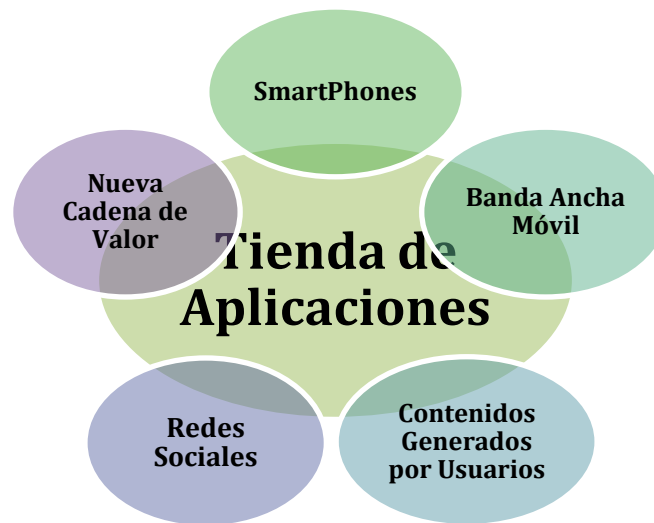 SmartPhones
Nueva
Cadena de
Valor
Banda Ancha
Móvil
Tienda de
Aplicaciones
Redes
Sociales
Contenidos
Generados
por Usuarios